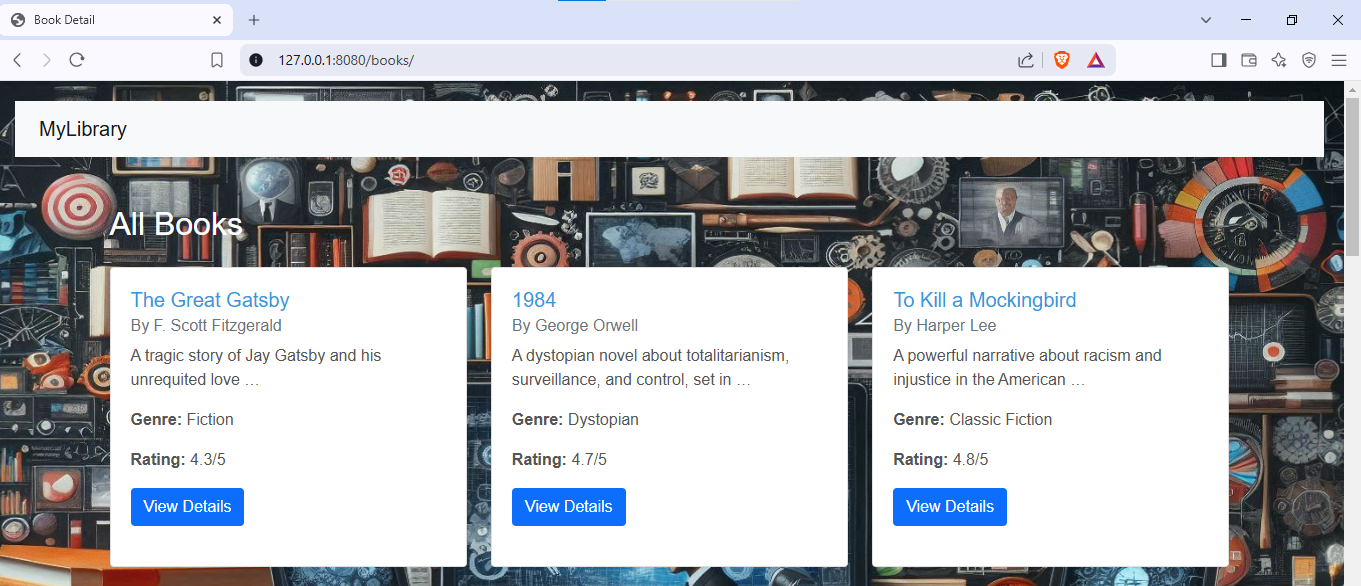 Book Detail
127.0.0.1:8080/books/
MyLibrary
All Books
The Great Gatsby
By F. Scott Fitzgerald
A tragic story of Jay Gatsby and his
unrequited love …
Genre: Fiction
Rating: 4.3/5
View Details
1984
By George Orwell
A dystopian novel about totalitarianism,
surveillance, and control, set in …
Genre: Dystopian
Rating: 4.7/5
View Details
To Kill a Mockingbird
By Harper Lee
A powerful narrative about racism and
injustice in the American …
Genre: Classic Fiction
Rating: 4.8/5
View Details